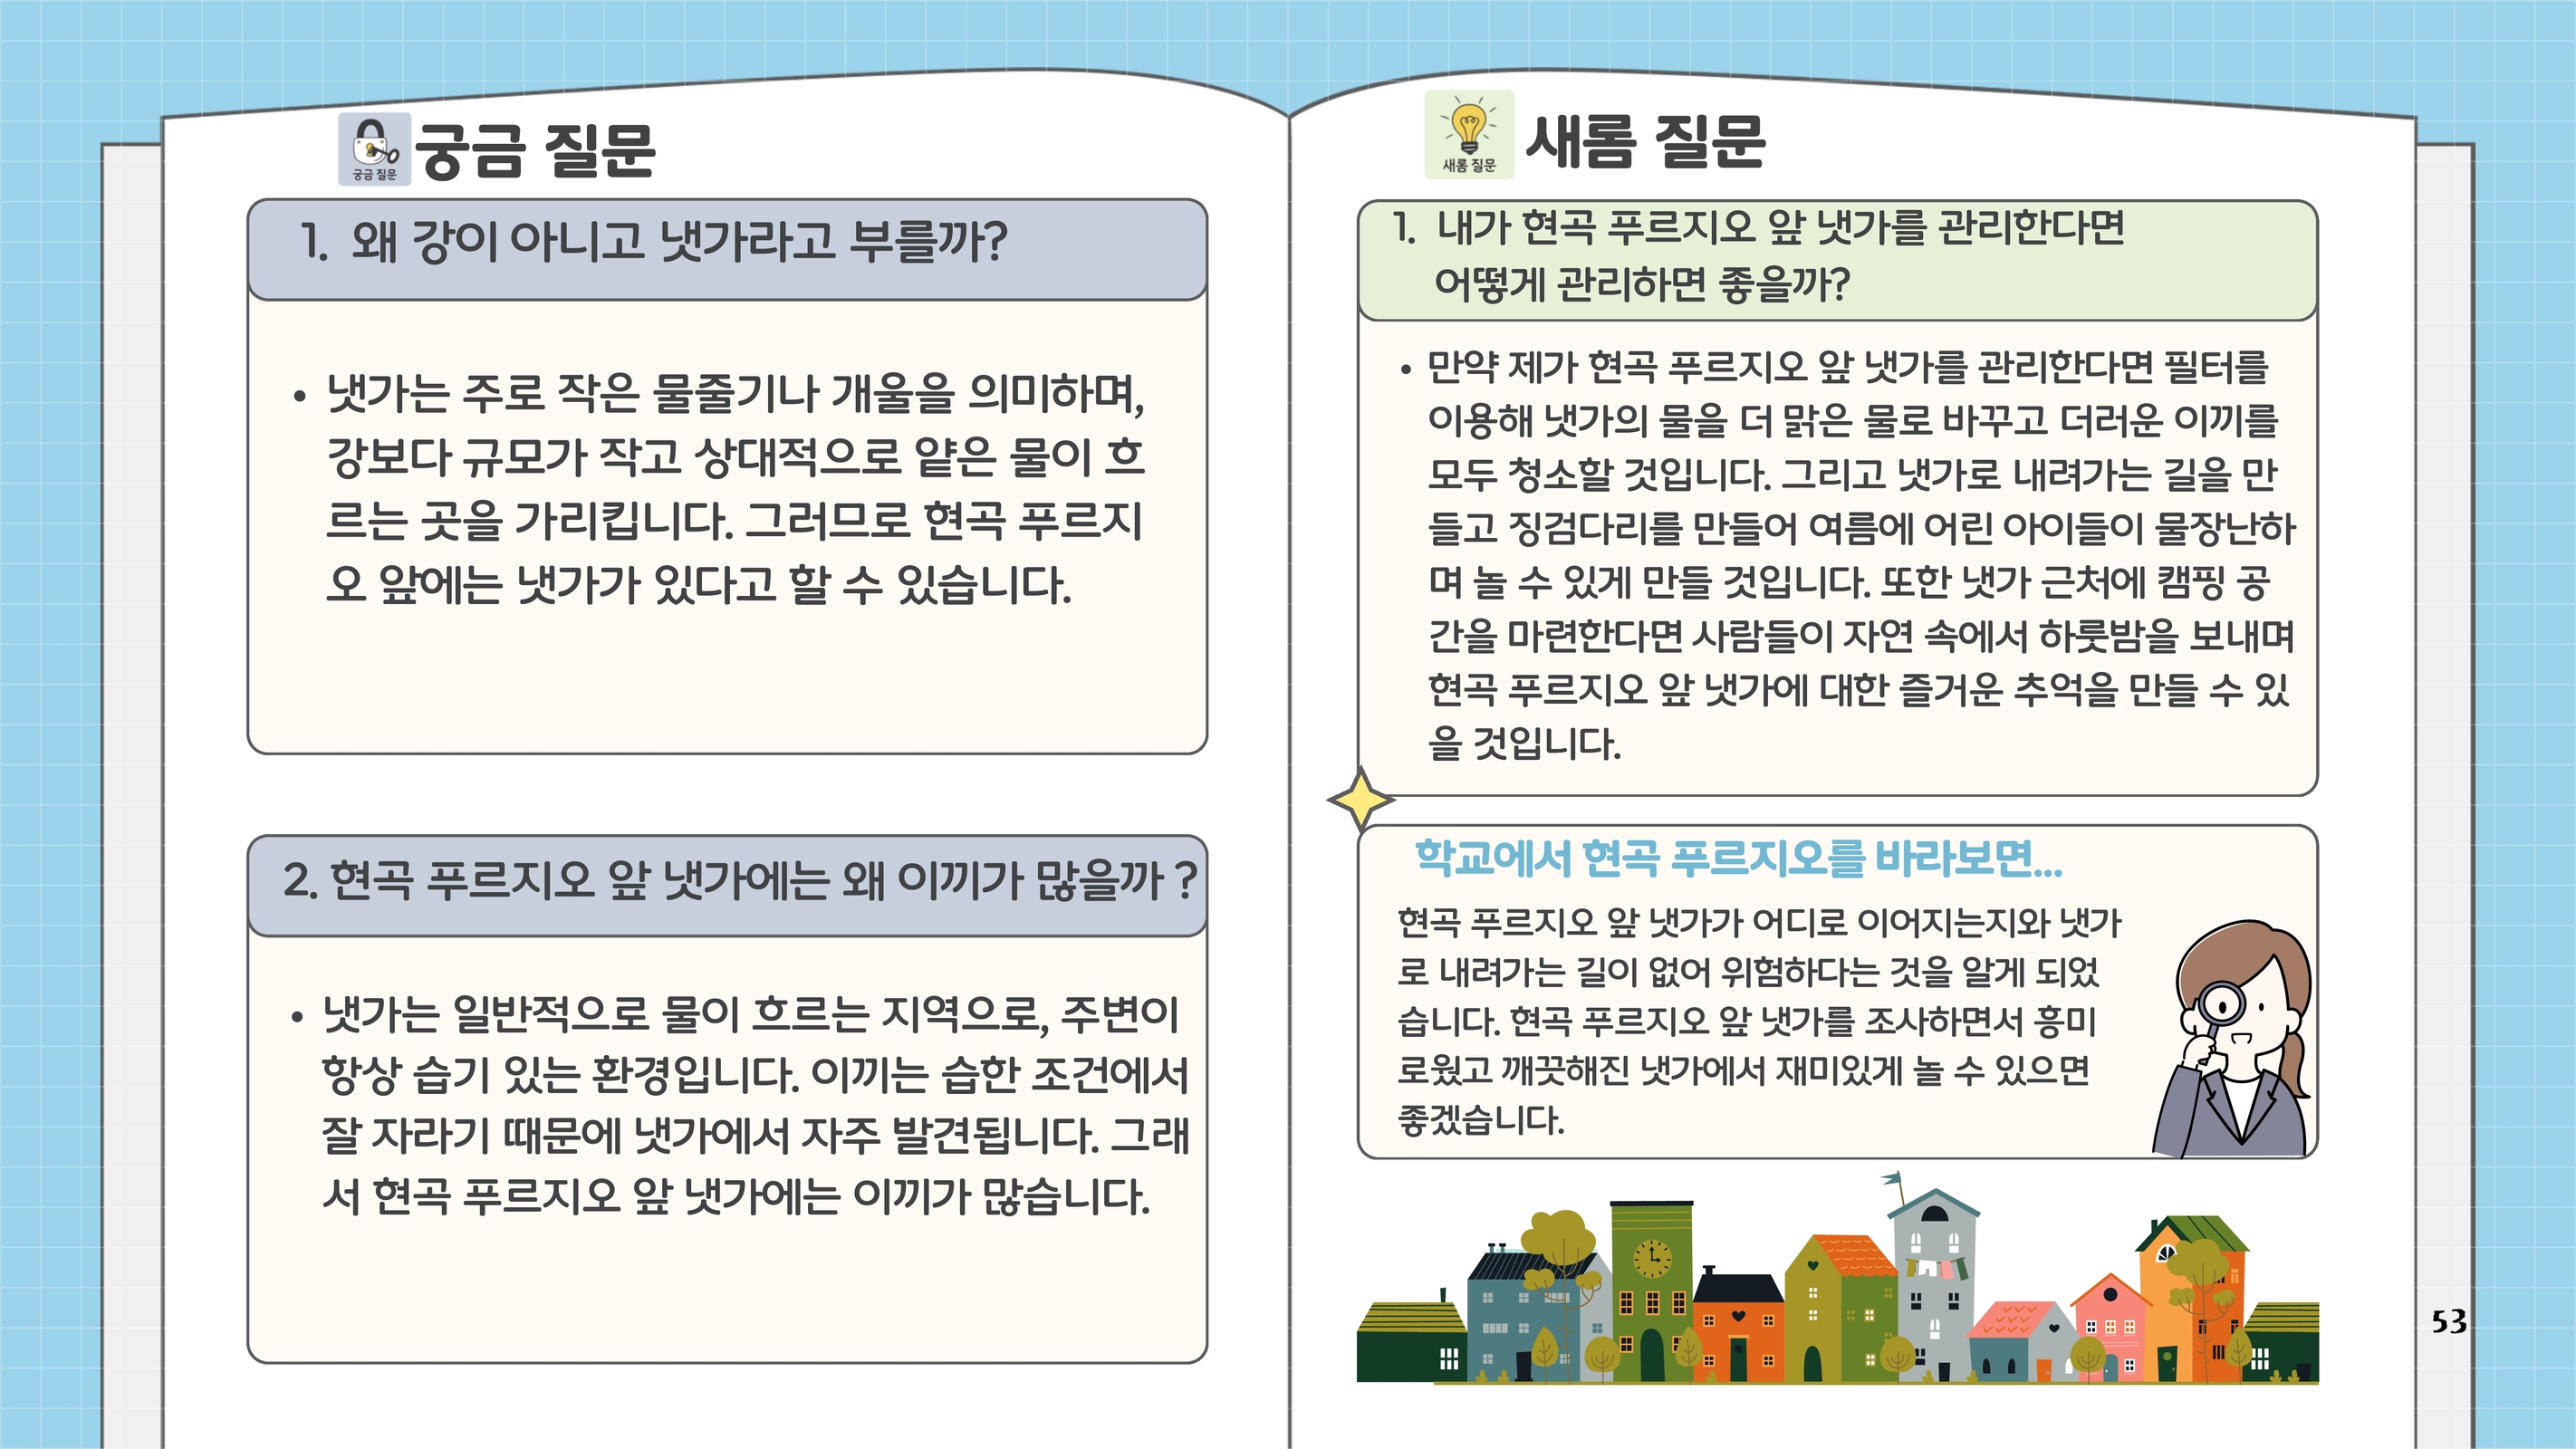 궁금 질문
궁금 질문
1. 왜 강이 아니고 냇가라고 부를까?
• 냇가는 주로 작은 물줄기나 개울을 의미하며,
강보다 규모가 작고 상대적으로 얕은 물이 흐
르는 곳을 가리킵니다. 그러므로 현곡 푸르지
오 앞에는 냇가가 있다고 할 수 있습니다.
2. 현곡 푸르지오 앞 냇가에는 왜 이끼가 많을까 ?
• 냇가는 일반적으로 물이 흐르는 지역으로, 주변이
항상 습기 있는 환경입니다. 이끼는 습한 조건에서
잘 자라기 때문에 냇가에서 자주 발견됩니다. 그래
서 현곡 푸르지오 앞 냇가에는 이끼가 많습니다.
새롬 질문
새롬 질문
1. 내가 현곡 푸르지오 앞 냇가를 관리한다면
어떻게 관리하면 좋을까?
• 만약 제가 현곡 푸르지오 앞 냇가를 관리한다면 필터를
이용해 냇가의 물을 더 맑은 물로 바꾸고 더러운 이끼를
모두 청소할 것입니다. 그리고 냇가로 내려가는 길을 만
들고 징검다리를 만들어 여름에 어린 아이들이 물장난하
며 놀 수 있게 만들 것입니다. 또한 냇가 근처에 캠핑 공
간을 마련한다면 사람들이 자연 속에서 하룻밤을 보내며
현곡 푸르지오 앞 냇가에 대한 즐거운 추억을 만들 수 있
을 것입니다.
학교에서 현곡 푸르지오를 바라보면...
현곡 푸르지오 앞 냇가가 어디로 이어지는지와 냇가
로 내려가는 길이 없어 위험하다는 것을 알게 되었
습니다. 현곡 푸르지오 앞 냇가를 조사하면서 흥미
로웠고 깨끗해진 냇가에서 재미있게 놀 수 있으면
좋겠습니다.
53